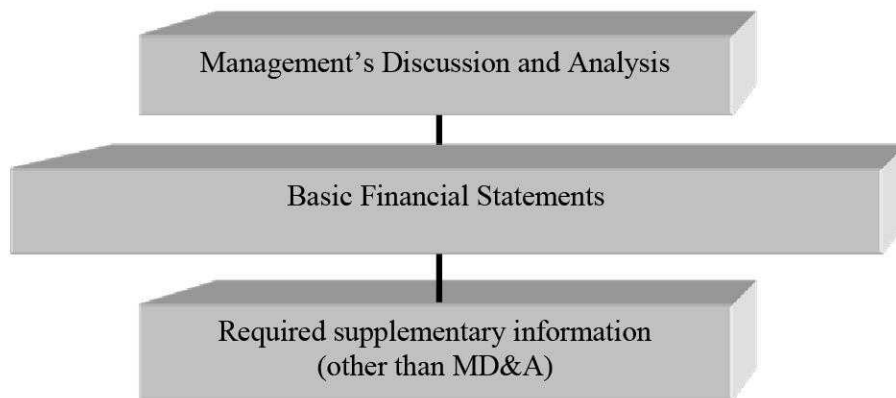 Management’s Discussion and Analysis
Basic Financial Statements
Required supplementary information
(other than MD&A)